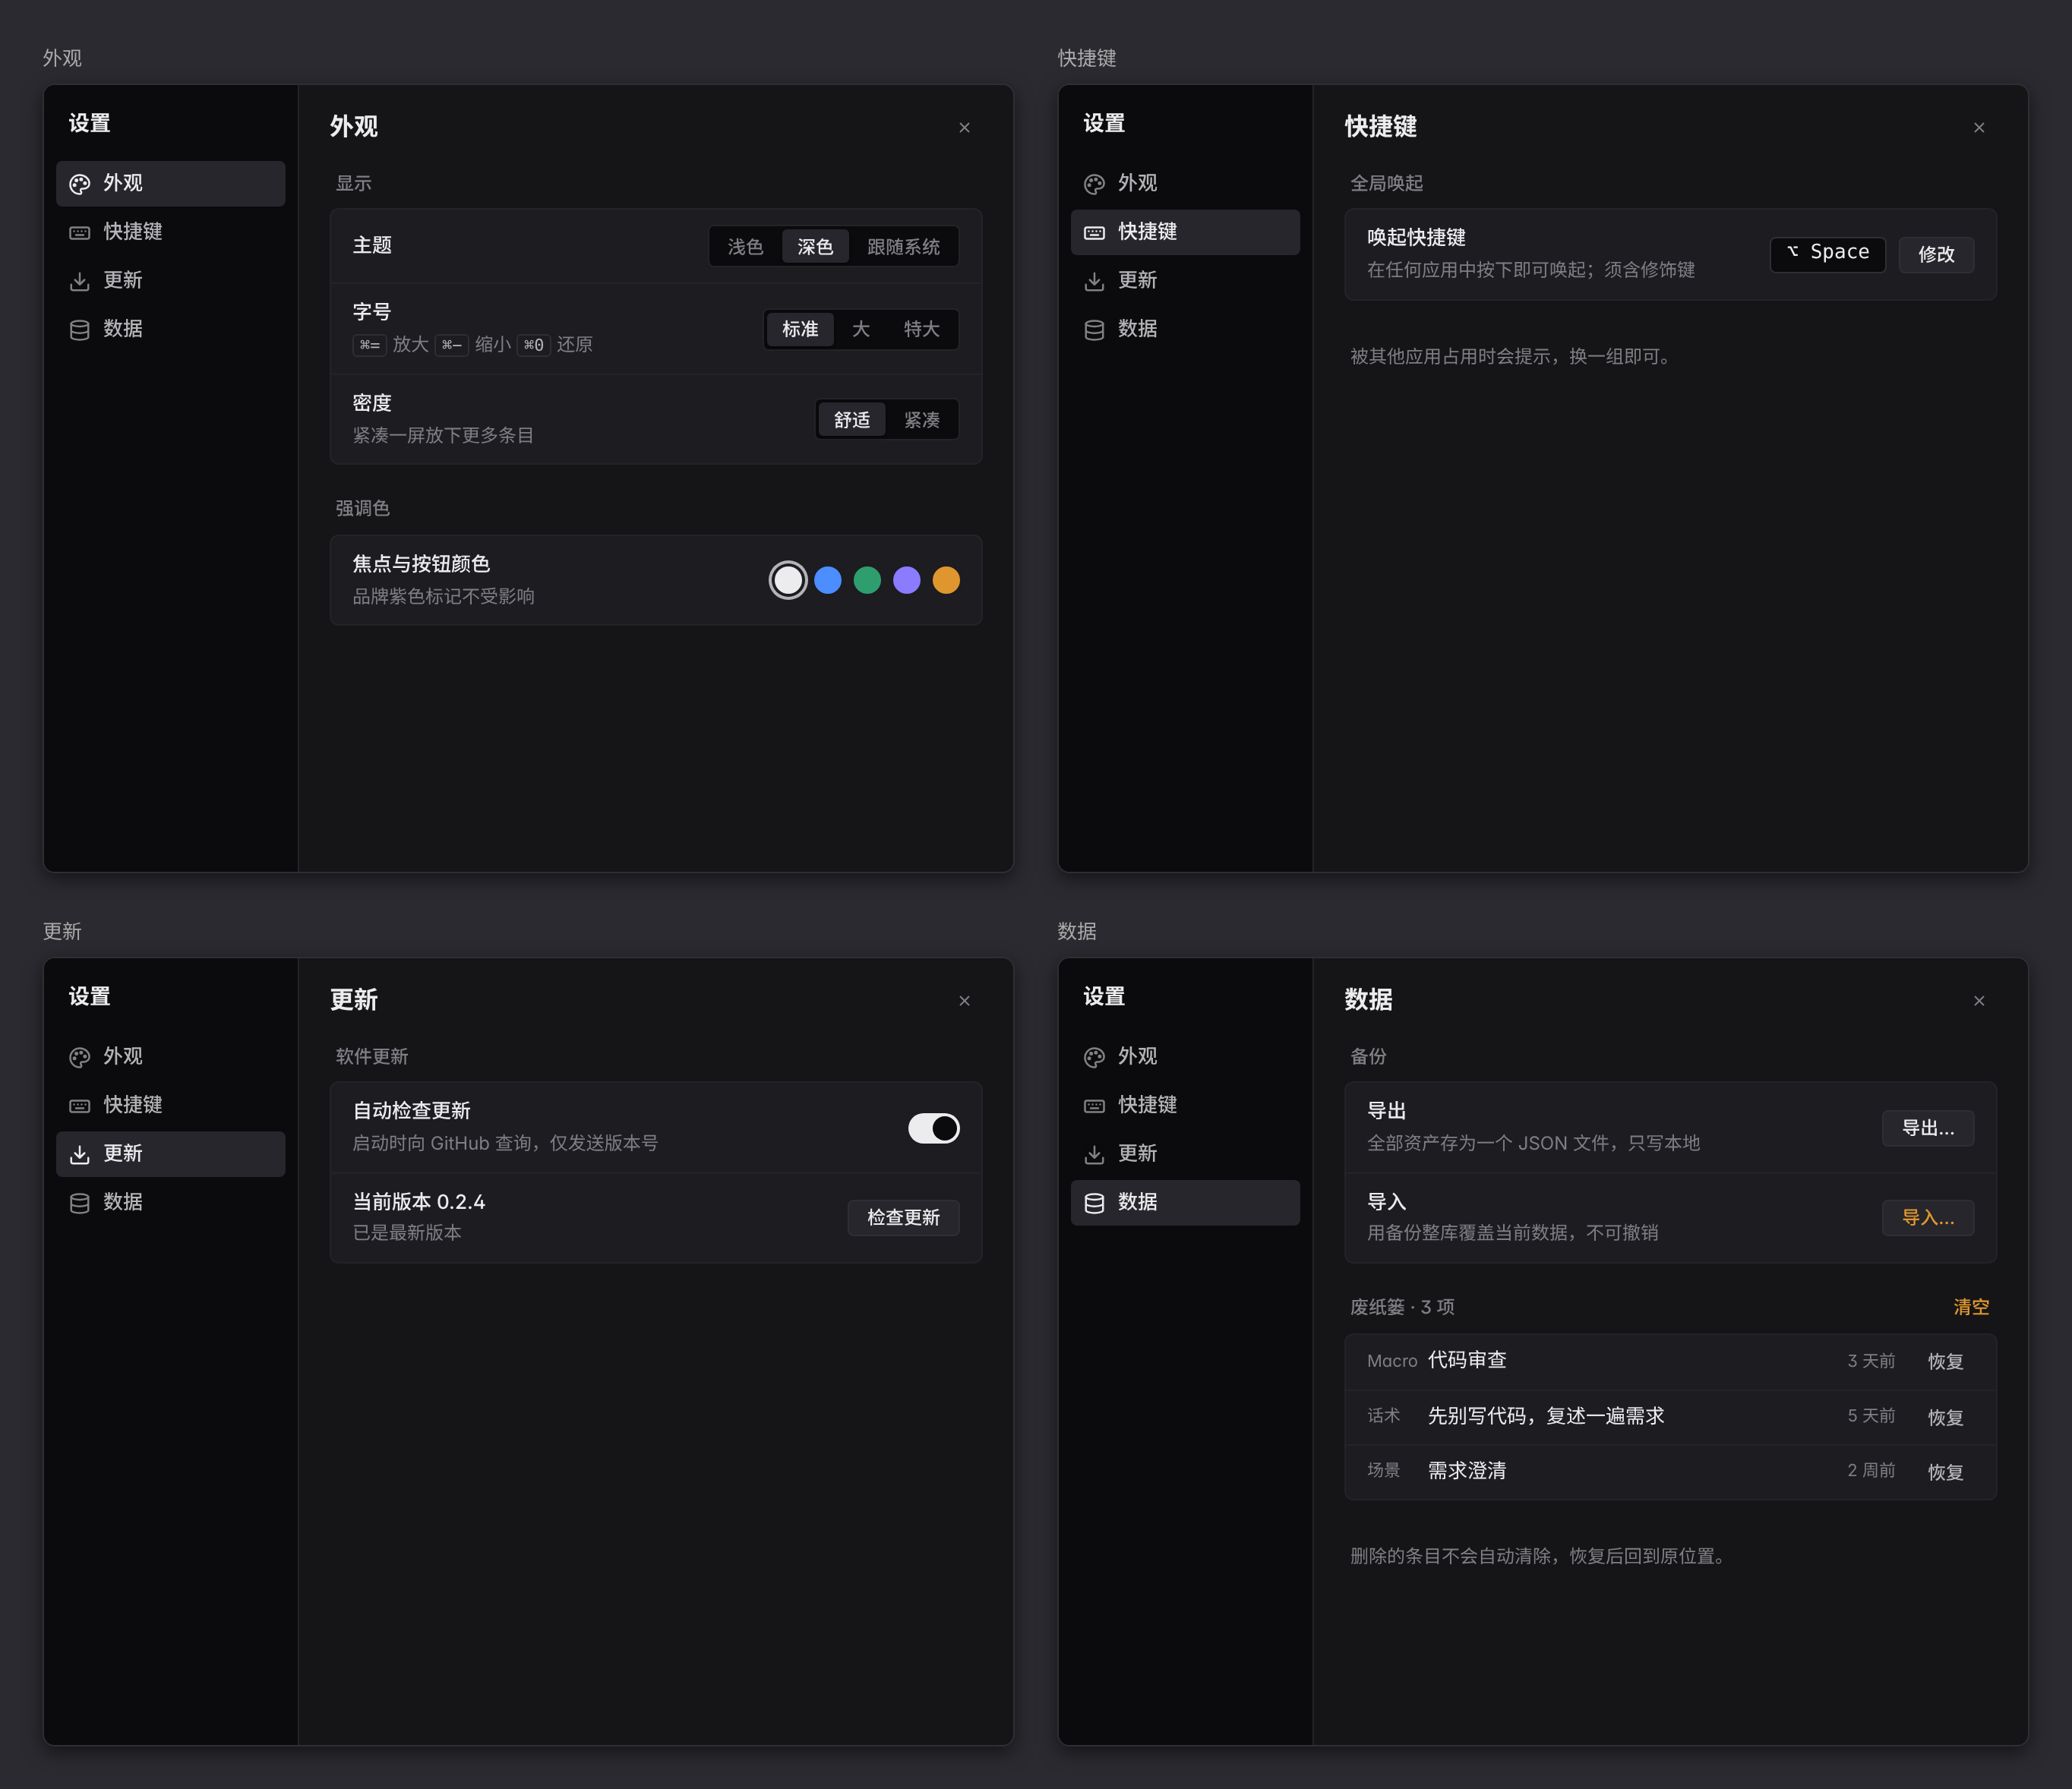 外观
设置
外观
快捷键
更新
数据
外观
×
显示
主题
浅色 深色 跟随系统
字号
⌘= 放大 ⌘− 缩小 ⌘0 还原
标准 大 特大
密度
紧凑一屏放下更多条目
舒适 紧凑
强调色
焦点与按钮颜色
品牌紫色标记不受影响
快捷键
设置
外观
快捷键
更新
数据
快捷键
×
全局唤起
唤起快捷键
在任何应用中按下即可唤起；须含修饰键
⌥ Space 修改
被其他应用占用时会提示，换一组即可。
更新
设置
外观
快捷键
更新
数据
更新
×
软件更新
自动检查更新
启动时向 GitHub 查询，仅发送版本号
当前版本 0.2.4
已是最新版本
检查更新
数据
设置
外观
快捷键
更新
数据
数据
×
备份
导出
全部资产存为一个 JSON 文件，只写本地
导出...
导入
用备份整库覆盖当前数据，不可撤销
导入...
废纸篓 · 3 项 清空
Macro 代码审查 3 天前 恢复
话术 先别写代码，复述一遍需求 5 天前 恢复
场景 需求澄清 2 周前 恢复
删除的条目不会自动清除，恢复后回到原位置。